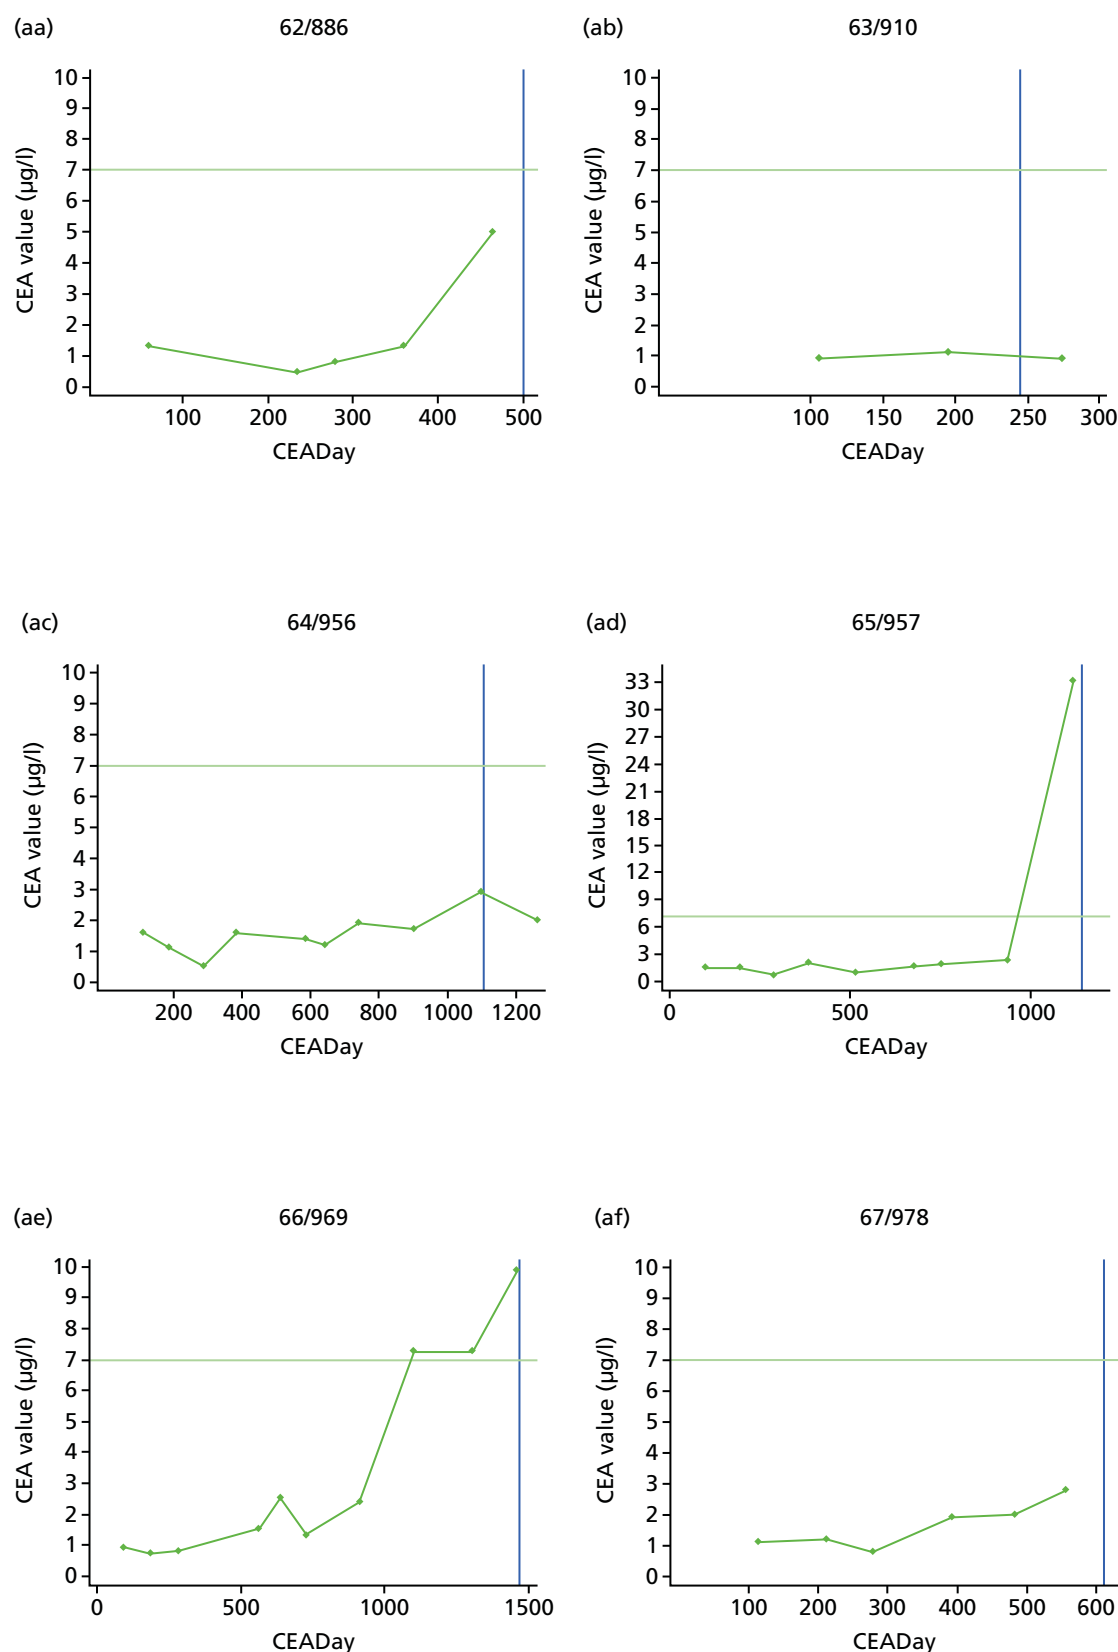 (aa) 62/886
10
9
8
7
6
5
4
3
2
1
0
CEA value (µg/l)
100 200 300 400 500
CEADay
(ab) 63/910
10
9
8
7
6
5
4
3
2
1
0
CEA value (µg/l)
100 150 200 250 300
CEADay
(ac) 64/956
10
9
8
7
6
5
4
3
2
1
0
CEA value (µg/l)
200 400 600 800 1000 1200
CEADay
(ad) 65/957
33
30
27
24
21
18
15
12
9
6
3
0
CEA value (µg/l)
0 500 1000
CEADay
(ae) 66/969
10
9
8
7
6
5
4
3
2
1
0
CEA value (µg/l)
0 500 1000 1500
CEADay
(af) 67/978
10
9
8
7
6
5
4
3
2
1
0
CEA value (µg/l)
100 200 300 400 500 600
CEADay